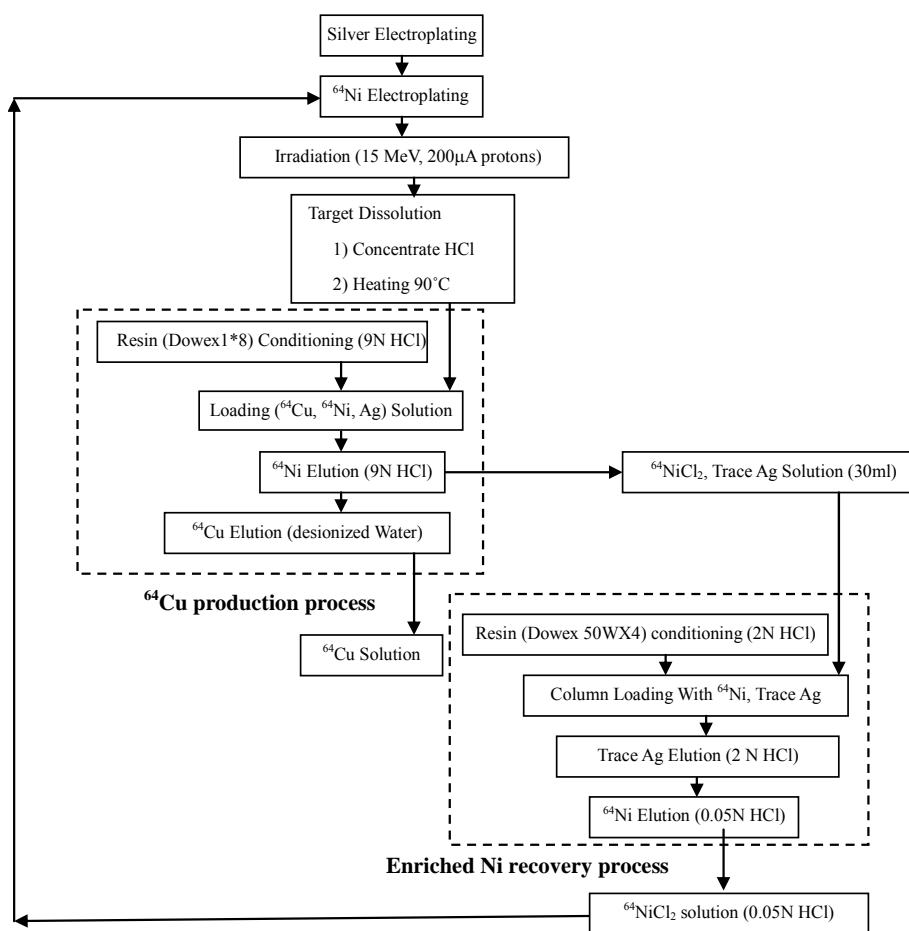 Silver Electroplating
⁶⁴Ni Electroplating
Irradiation (15 MeV, 200μA protons)
Target Dissolution
1) Concentrate HCl
2) Heating 90˚C
Resin (Dowex1*8) Conditioning (9N HCl)
Loading (⁶⁴Cu, ⁶⁴Ni, Ag) Solution
⁶⁴Ni Elution (9N HCl)
⁶⁴NiCl₂, Trace Ag Solution (30ml)
⁶⁴Cu Elution (desionized Water)
⁶⁴Cu production process
⁶⁴Cu Solution
Resin (Dowex 50WX4) conditioning (2N HCl)
Column Loading With ⁶⁴Ni, Trace Ag
Trace Ag Elution (2 N HCl)
⁶⁴Ni Elution (0.05N HCl)
Enriched Ni recovery process
⁶⁴NiCl₂ solution (0.05N HCl)